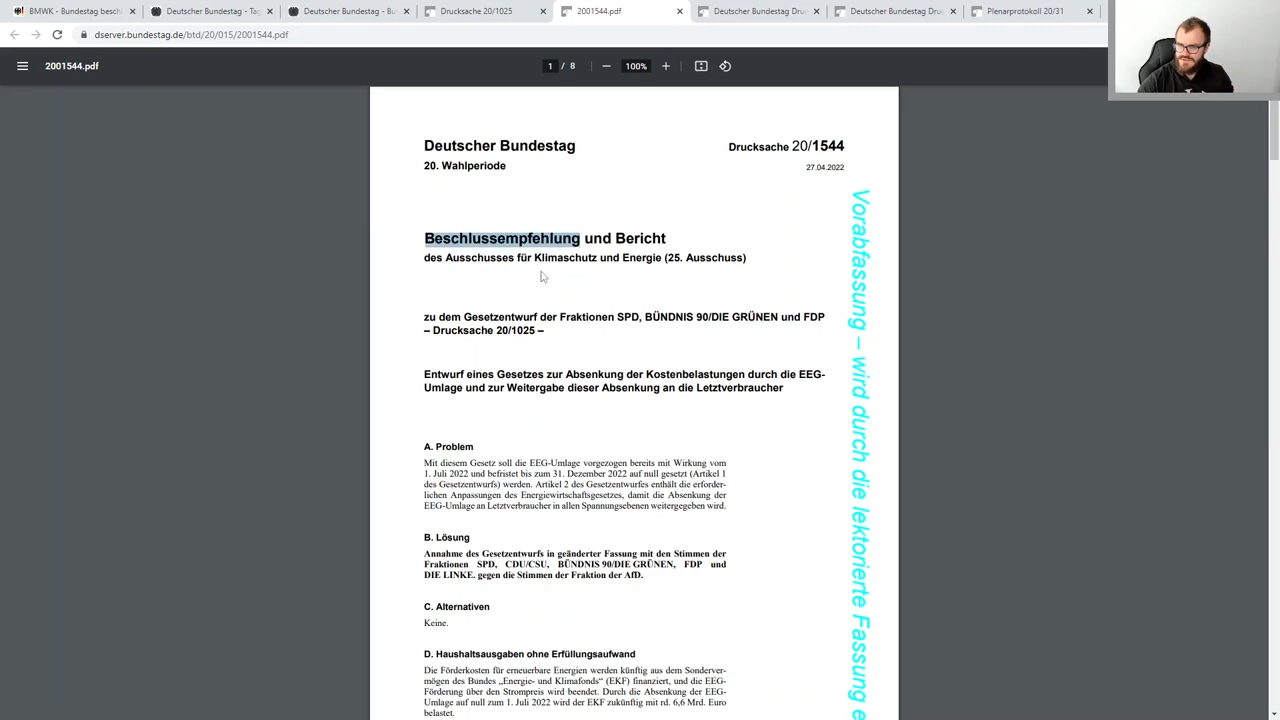 BMWK - Bundestag besch
Deutscher Bundestag - Tag
Deutscher Bundestag - Bu
Drucksache 20/1025
2001544.pdf
Deutscher Bundestag Druc
Deutscher Bundestag Druc
Plenarprotokoll 20/31
dserver.bundestag.de/btd/20/015/2001544.pdf
2001544.pdf
1 / 8
100%
Deutscher Bundestag
Drucksache 20/1544
20. Wahlperiode
27.04.2022
Beschlussempfehlung und Bericht
des Ausschusses für Klimaschutz und Energie (25. Ausschuss)
zu dem Gesetzentwurf der Fraktionen SPD, BÜNDNIS 90/DIE GRÜNEN und FDP
– Drucksache 20/1025 –
Entwurf eines Gesetzes zur Absenkung der Kostenbelastungen durch die EEG-
Umlage und zur Weitergabe dieser Absenkung an die Letztverbraucher
A. Problem
Mit diesem Gesetz soll die EEG-Umlage vorgezogen bereits mit Wirkung vom
1. Juli 2022 und befristet bis zum 31. Dezember 2022 auf null gesetzt (Artikel 1
des Gesetzentwurfs) werden. Artikel 2 des Gesetzentwurfes enthält die erforder-
lichen Anpassungen des Energiewirtschaftsgesetzes, damit die Absenkung der
EEG-Umlage an Letztverbraucher in allen Spannungsebenen weitergegeben wird.
B. Lösung
Annahme des Gesetzentwurfs in geänderter Fassung mit den Stimmen der
Fraktionen SPD, CDU/CSU, BÜNDNIS 90/DIE GRÜNEN, FDP und
DIE LINKE. gegen die Stimmen der Fraktion der AfD.
C. Alternativen
Keine.
D. Haushaltsausgaben ohne Erfüllungsaufwand
Die Förderkosten für erneuerbare Energien werden künftig aus dem Sonderver-
mögen des Bundes „Energie- und Klimafonds“ (EKF) finanziert, und die EEG-
Förderung über den Strompreis wird beendet. Durch die Absenkung der EEG-
Umlage auf null zum 1. Juli 2022 wird der EKF zukünftig mit rd. 6,6 Mrd. Euro
belastet.
Vorabfassung – wird durch die lektorierte Fassung e